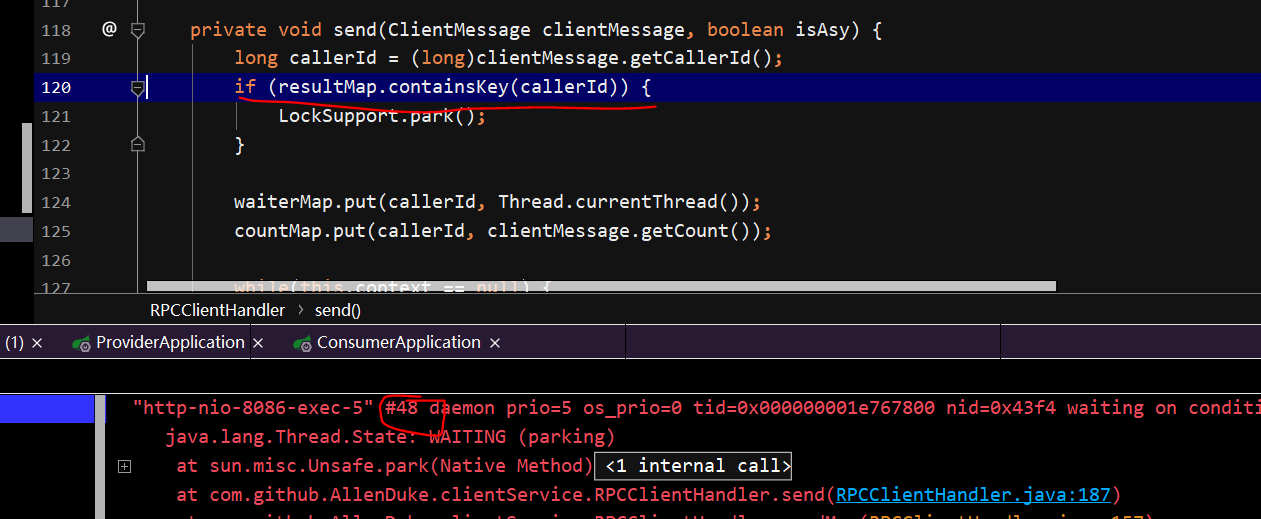 117
118 @ private void send(ClientMessage clientMessage, boolean isAsy) {
119 long callerId = (long)clientMessage.getCallerId();
120 if (resultMap.containsKey(callerId)) {
121 LockSupport.park();
122 }
123
124 waiterMap.put(callerId, Thread.currentThread());
125 countMap.put(callerId, clientMessage.getCount());
126
127 while(this.context == null) {
RPCClientHandler › send()
(1) × ProviderApplication × ConsumerApplication ×
"http-nio-8086-exec-5" #48 daemon prio=5 os_prio=0 tid=0x000000001e767800 nid=0x43f4 waiting on conditi
java.lang.Thread.State: WAITING (parking)
at sun.misc.Unsafe.park(Native Method) <1 internal call>
at com.github.AllenDuke.clientService.RPCClientHandler.send(RPCClientHandler.java:187)